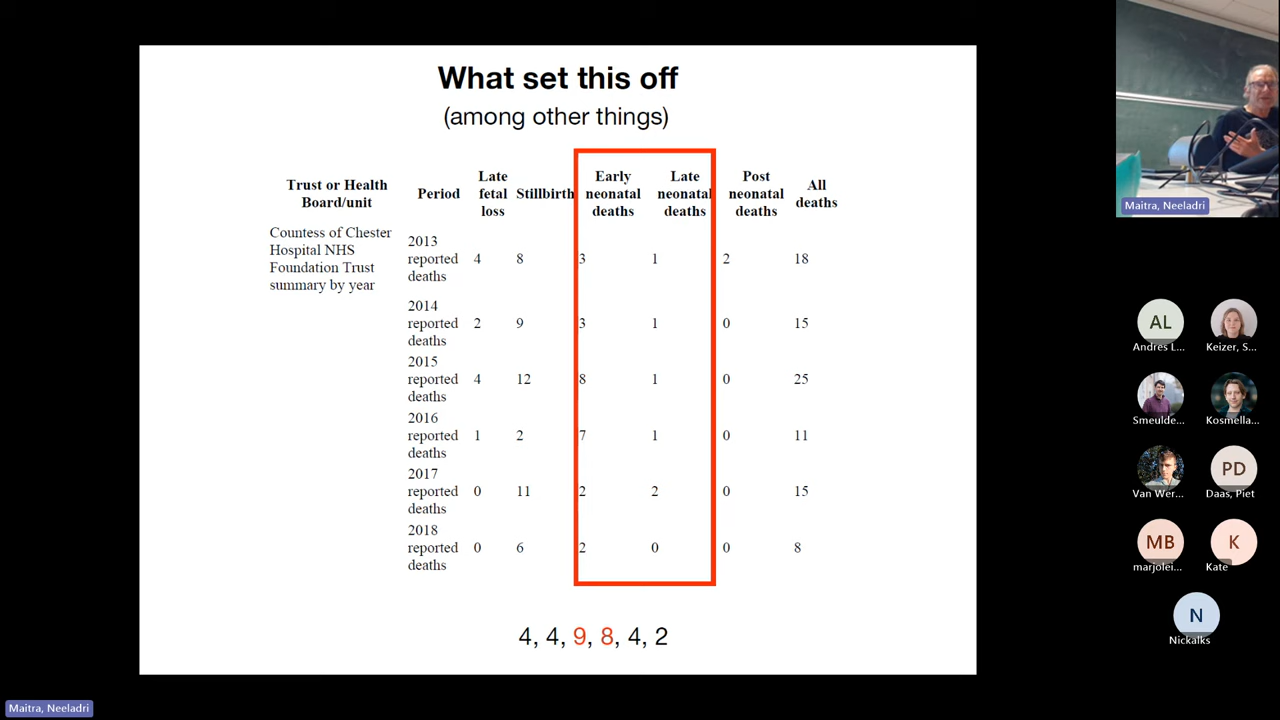 What set this off
(among other things)
Trust or Health Board/unit Period Late fetal loss Stillbirth Early neonatal deaths Late neonatal deaths Post neonatal deaths All deaths
Countess of Chester Hospital NHS Foundation Trust summary by year
2013 reported deaths 4 8 3 1 2 18
2014 reported deaths 2 9 3 1 0 15
2015 reported deaths 4 12 8 1 0 25
2016 reported deaths 1 2 7 1 0 11
2017 reported deaths 0 11 2 2 0 15
2018 reported deaths 0 6 2 0 0 8
4, 4, 9, 8, 4, 2
Maitra, Neeladri
AL
Andres L...
Keizer, S...
Smeulde...
Kosmella...
Van Wer...
PD
Daas, Piet
MB
marjolei...
K
Kate
N
Nickalks
Maitra, Neeladri